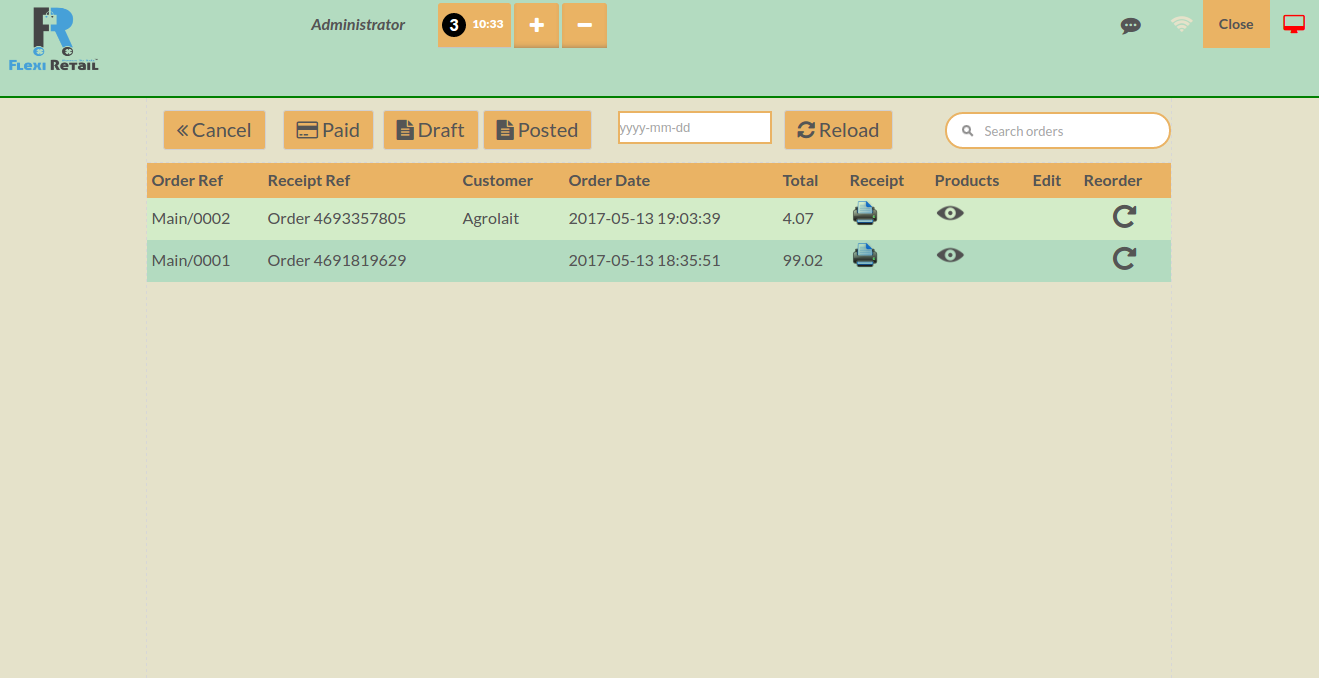 Administrator 3 10:33 + − Close
Flexi Retail
Cancel Paid Draft Posted yyyy-mm-dd Reload Search orders
Order Ref Receipt Ref Customer Order Date Total Receipt Products Edit Reorder
Main/0002 Order 4693357805 Agrolait 2017-05-13 19:03:39 4.07
Main/0001 Order 4691819629 2017-05-13 18:35:51 99.02